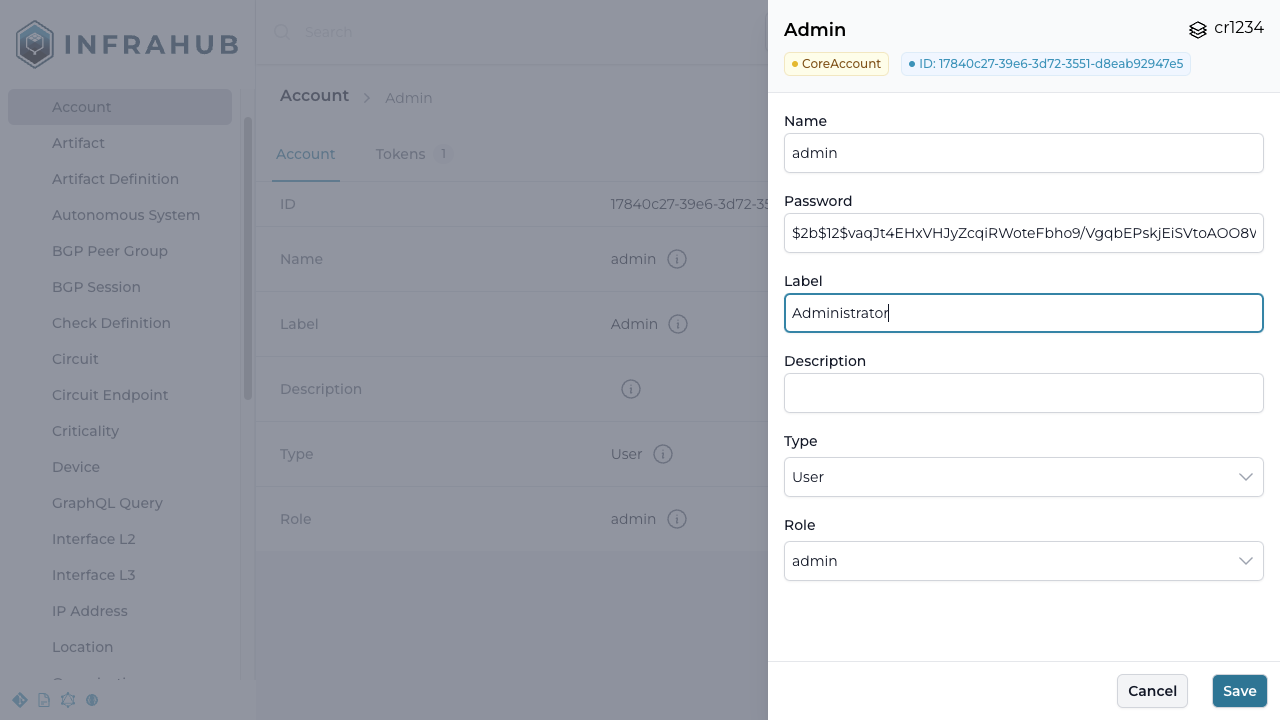 INFRAHUB
Account
Artifact
Artifact Definition
Autonomous System
BGP Peer Group
BGP Session
Check Definition
Circuit
Circuit Endpoint
Criticality
Device
GraphQL Query
Interface L2
Interface L3
IP Address
Location
Search
Account > Admin
Account Tokens 1
ID 17840c27-39e6-3d72-35
Name admin
Label Admin
Description
Type User
Role admin
Admin cr1234
CoreAccount ID: 17840c27-39e6-3d72-3551-d8eab92947e5
Name
admin
Password
$2b$12$vaqJt4EHxVHJyZcqiRWoteFbho9/VgqbEPskjEiSVtoAOO8V
Label
Administrator
Description
Type
User
Role
admin
Cancel Save